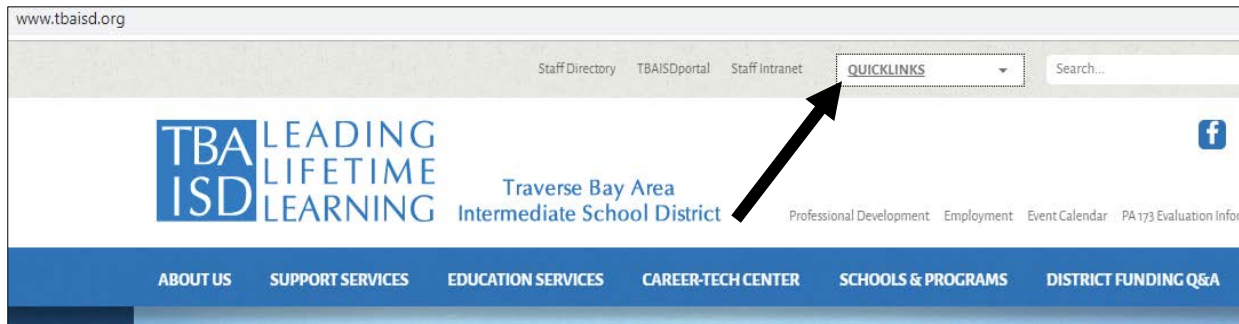 www.tbaisd.org
Staff Directory TBAISDportal Staff Intranet QUICKLINKS Search...
TBA ISD LEADING LIFETIME LEARNING
Traverse Bay Area
Intermediate School District
Professional Development Employment Event Calendar PA 173 Evaluation Infor
ABOUT US SUPPORT SERVICES EDUCATION SERVICES CAREER-TECH CENTER SCHOOLS & PROGRAMS DISTRICT FUNDING Q&A